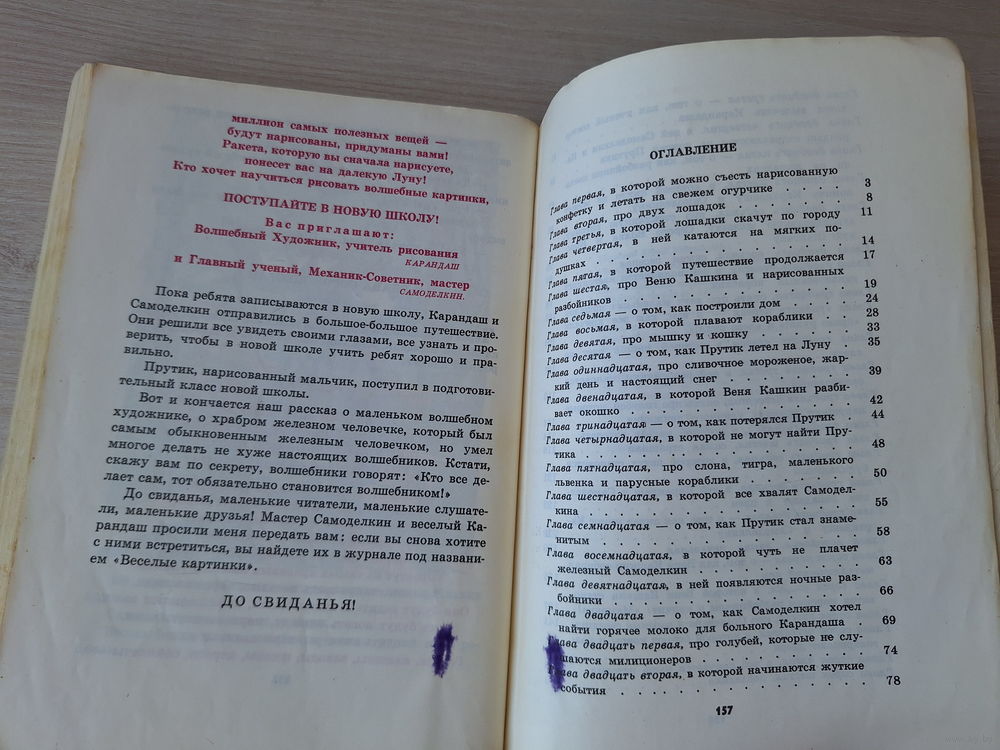 миллион самых полезных вещей —
будут нарисованы, придуманы вами!
Ракета, которую вы сначала нарисуете,
понесет вас на далекую Луну!
Кто хочет научиться рисовать волшебные картинки,
ПОСТУПАЙТЕ В НОВУЮ ШКОЛУ!
Вас приглашают:
Волшебный Художник, учитель рисования
КАРАНДАШ
и Главный ученый, Механик-Советник, мастер
САМОДЕЛКИН.
Пока ребята записываются в новую школу, Карандаш и
Самоделкин отправились в большое-большое путешествие.
Они решили все увидеть своими глазами, все узнать и про-
верить, чтобы в новой школе учить ребят хорошо и пра-
вильно.
Прутик, нарисованный мальчик, поступил в подготови-
тельный класс новой школы.
Вот и кончается наш рассказ о маленьком волшебном
художнике, о храбром железном человечке, который был
самым обыкновенным железным человечком, но умел
многое делать не хуже настоящих волшебников. Кстати,
скажу вам по секрету, волшебники говорят: «Кто все де-
лает сам, тот обязательно становится волшебником!»
До свиданья, маленькие читатели, маленькие слушате-
ли, маленькие друзья! Мастер Самоделкин и веселый Ка-
рандаш просили меня передать вам: если вы снова хотите
с ними встретиться, вы найдете их в журнале под названи-
ем «Веселые картинки».
ДО СВИДАНЬЯ!
ОГЛАВЛЕНИЕ
Глава первая, в которой можно съесть нарисованную
конфетку и летать на свежем огурчике . . . . 3
Глава вторая, про двух лошадок . . . . . . . 8
Глава третья, в которой лошадки скачут по городу 11
Глава четвертая, в ней катаются на мягких по-
душках . . . . . . . . . . . . 14
Глава пятая, в которой путешествие продолжается 17
Глава шестая, про Веню Кашкина и нарисованных
разбойников . . . . . . . . . . . 19
Глава седьмая — о том, как построили дом . . . 24
Глава восьмая, в которой плавают кораблики . . 28
Глава девятая, про мышку и кошку . . . . . 33
Глава десятая — о том, как Прутик летел на Луну . 35
Глава одиннадцатая, про сливочное мороженое, жар-
кий день и настоящий снег . . . . . . . 39
Глава двенадцатая, в которой Веня Кашкин разби-
вает окошко . . . . . . . . . . . 42
Глава тринадцатая — о том, как потерялся Прутик 44
Глава четырнадцатая, в которой не могут найти Пру-
тика . . . . . . . . . . . . . 48
Глава пятнадцатая, про слона, тигра, маленького
львенка и парусные кораблики . . . . . . 50
Глава шестнадцатая, в которой все хвалят Самодел-
кина . . . . . . . . . . . . . 55
Глава семнадцатая — о том, как Прутик стал знаме-
нитым . . . . . . . . . . . . . 58
Глава восемнадцатая, в которой чуть не плачет
железный Самоделкин . . . . . . . . 63
Глава девятнадцатая, в ней появляются ночные раз-
бойники . . . . . . . . . . . . 66
Глава двадцатая — о том, как Самоделкин хотел
найти горячее молоко для больного Карандаша . 69
лава двадцать первая, про голубей, которые не слу-
шаются милиционеров . . . . . . . . 74
лава двадцать вторая, в которой начинаются жуткие
события . . . . . . . . . . . . 78
157